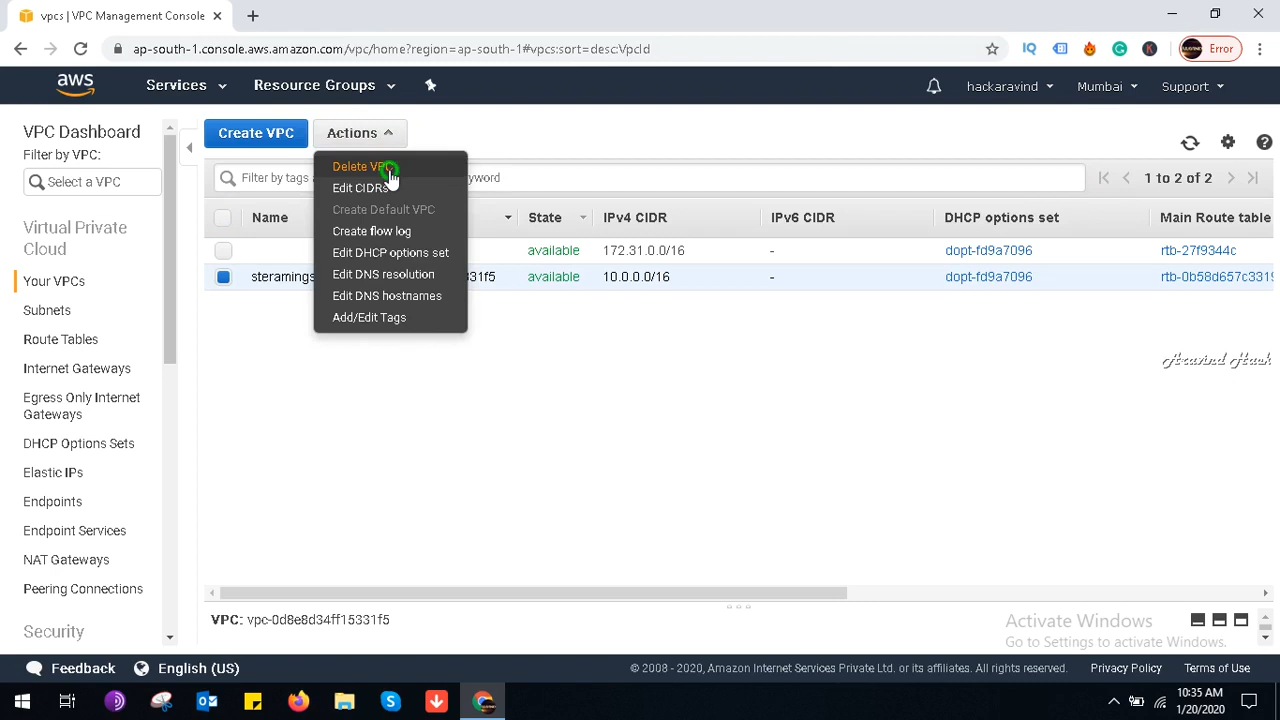 vpcs | VPC Management Console
ap-south-1.console.aws.amazon.com/vpc/home?region=ap-south-1#vpcs:sort=desc:VpcId
IQ
K
Error
aws
Services
Resource Groups
hackaravind
Mumbai
Support
VPC Dashboard
Filter by VPC:
Select a VPC
Virtual Private
Cloud
Your VPCs
Subnets
Route Tables
Internet Gateways
Egress Only Internet
Gateways
DHCP Options Sets
Elastic IPs
Endpoints
Endpoint Services
NAT Gateways
Peering Connections
Security
Create VPC
Actions
Delete VPC
Edit CIDRs
Create Default VPC
Create flow log
Edit DHCP options set
Edit DNS resolution
Edit DNS hostnames
Add/Edit Tags
Filter by tags
1 to 2 of 2
Name State IPv4 CIDR IPv6 CIDR DHCP options set Main Route table
available 172.31.0.0/16 - dopt-fd9a7096 rtb-27f9344c
available 10.0.0.0/16 - dopt-fd9a7096
Aravind Hack
VPC: vpc-0d8e8d34ff15331f5
Activate Windows
Go to Settings to activate Windows.
Feedback
English (US)
© 2008 - 2020, Amazon Internet Services Private Ltd. or its affiliates. All rights reserved.
Privacy Policy
Terms of Use
10:35 AM
1/20/2020